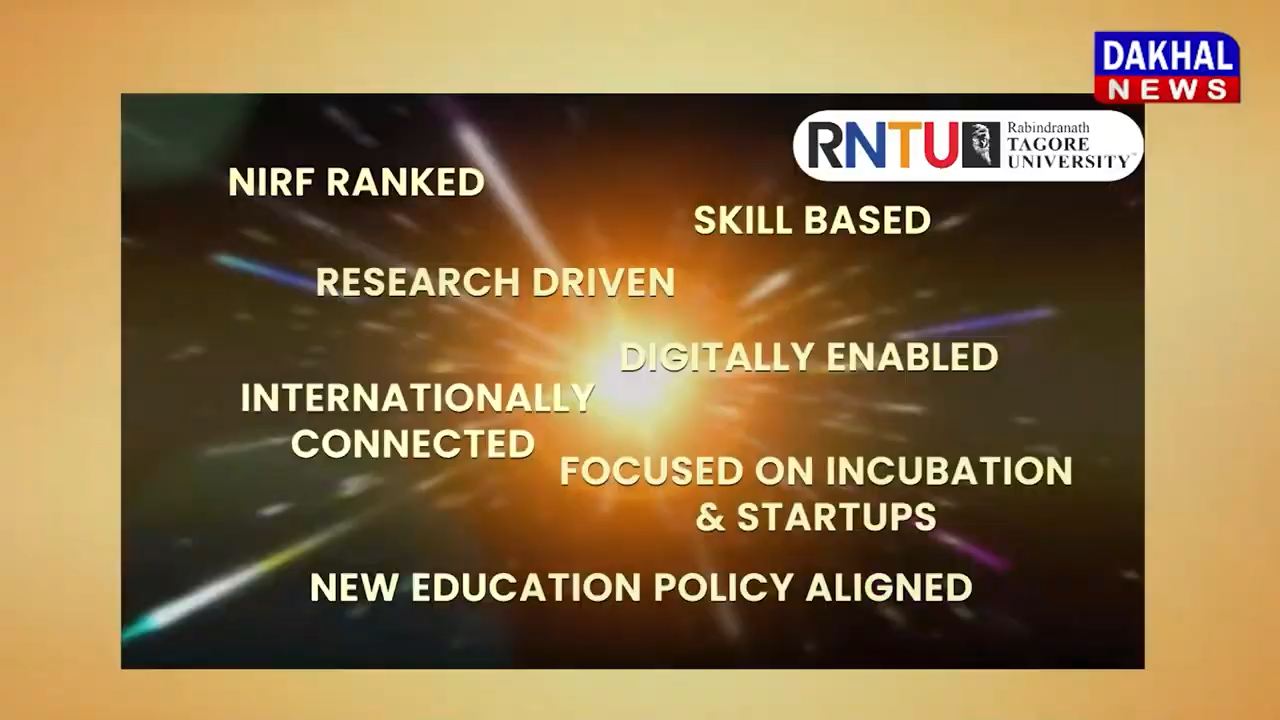 DAKHAL
NEWS
RNTU
Rabindranath
TAGORE
UNIVERSITY™
NIRF RANKED
SKILL BASED
RESEARCH DRIVEN
DIGITALLY ENABLED
INTERNATIONALLY
CONNECTED
FOCUSED ON INCUBATION
& STARTUPS
NEW EDUCATION POLICY ALIGNED